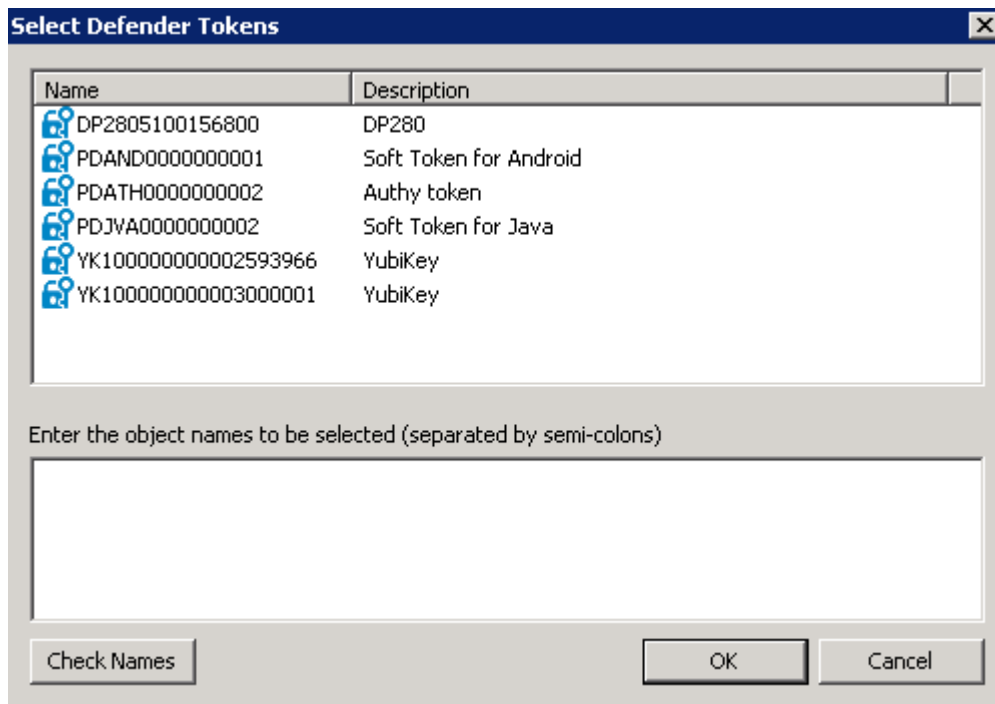 Select Defender Tokens
Name Description
DP2805100156800 DP280
PDAND0000000001 Soft Token for Android
PDATH0000000002 Authy token
PDJVA0000000002 Soft Token for Java
YK100000000002593966 YubiKey
YK100000000003000001 YubiKey
Enter the object names to be selected (separated by semi-colons)
Check Names OK Cancel